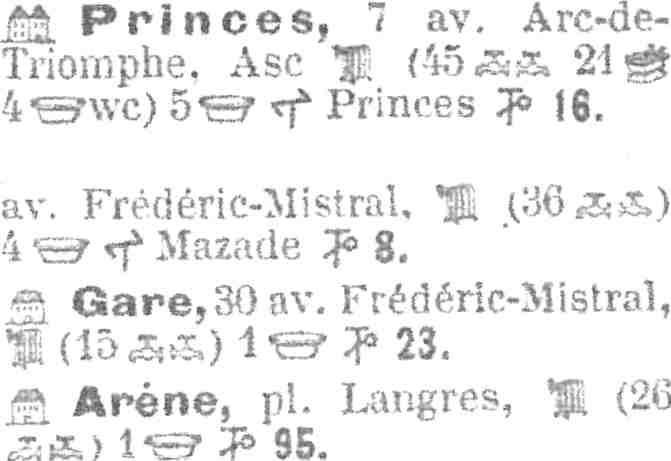 Princes, 7 av. Arc-de-
Triomphe, Asc (45 21
4 wc) 5 Princes 16.
av. Frédéric-Mistral, (36 )
4 Mazade 8.
Gare, 30 av. Frédéric-Mistral,
(15 ) 1 23.
Arène, pl. Langres, (26
) 1 95.